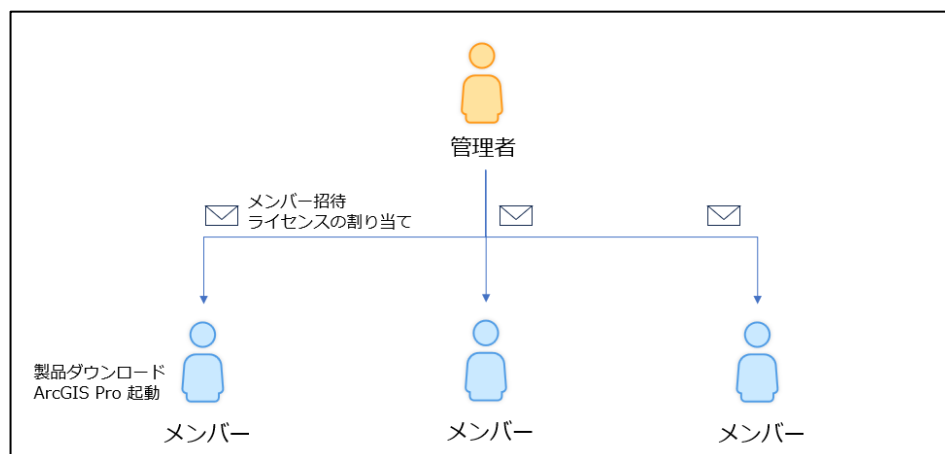 管理者
メンバー招待
ライセンスの割り当て
製品ダウンロード
ArcGIS Pro 起動
メンバー
メンバー
メンバー